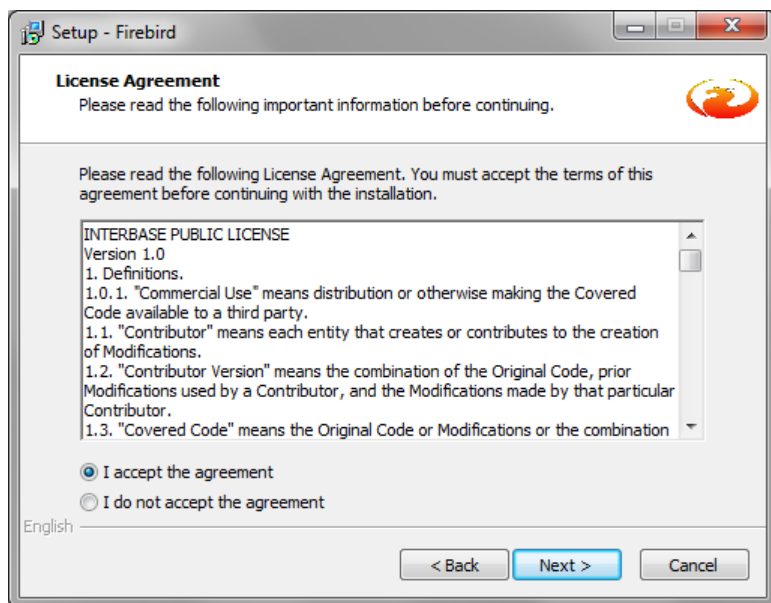 Setup - Firebird
License Agreement
Please read the following important information before continuing.
Please read the following License Agreement. You must accept the terms of this
agreement before continuing with the installation.
INTERBASE PUBLIC LICENSE
Version 1.0
1. Definitions.
1.0.1. "Commercial Use" means distribution or otherwise making the Covered
Code available to a third party.
1.1. "Contributor" means each entity that creates or contributes to the creation
of Modifications.
1.2. "Contributor Version" means the combination of the Original Code, prior
Modifications used by a Contributor, and the Modifications made by that particular
Contributor.
1.3. "Covered Code" means the Original Code or Modifications or the combination
I accept the agreement
I do not accept the agreement
English
< Back Next > Cancel